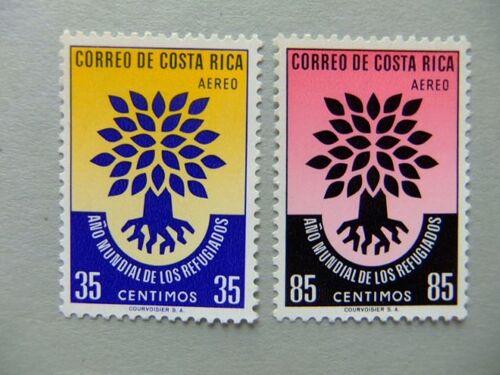 CORREO DE COSTA RICA
AEREO
AÑO MUNDIAL DE LOS REFUGIADOS
35 CENTIMOS 35
COURVOISIER S. A.
CORREO DE COSTA RICA
AEREO
AÑO MUNDIAL DE LOS REFUGIADOS
85 CENTIMOS 85
COURVOISIER S. A.